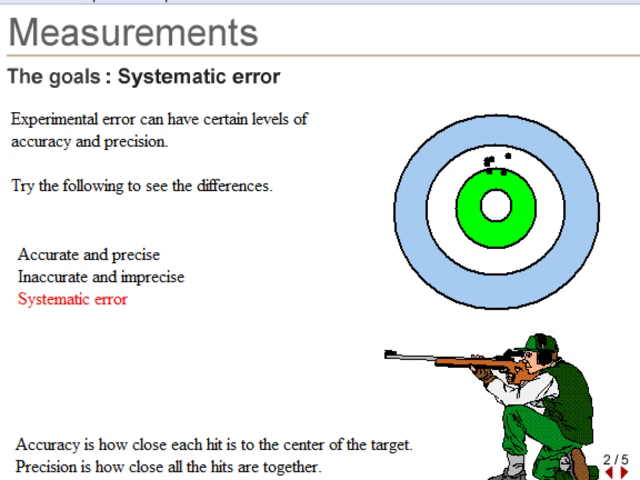 Measurements
The goals : Systematic error
Experimental error can have certain levels of
accuracy and precision.
Try the following to see the differences.
Accurate and precise
Inaccurate and imprecise
Systematic error
Accuracy is how close each hit is to the center of the target.
Precision is how close all the hits are together.
2 / 5